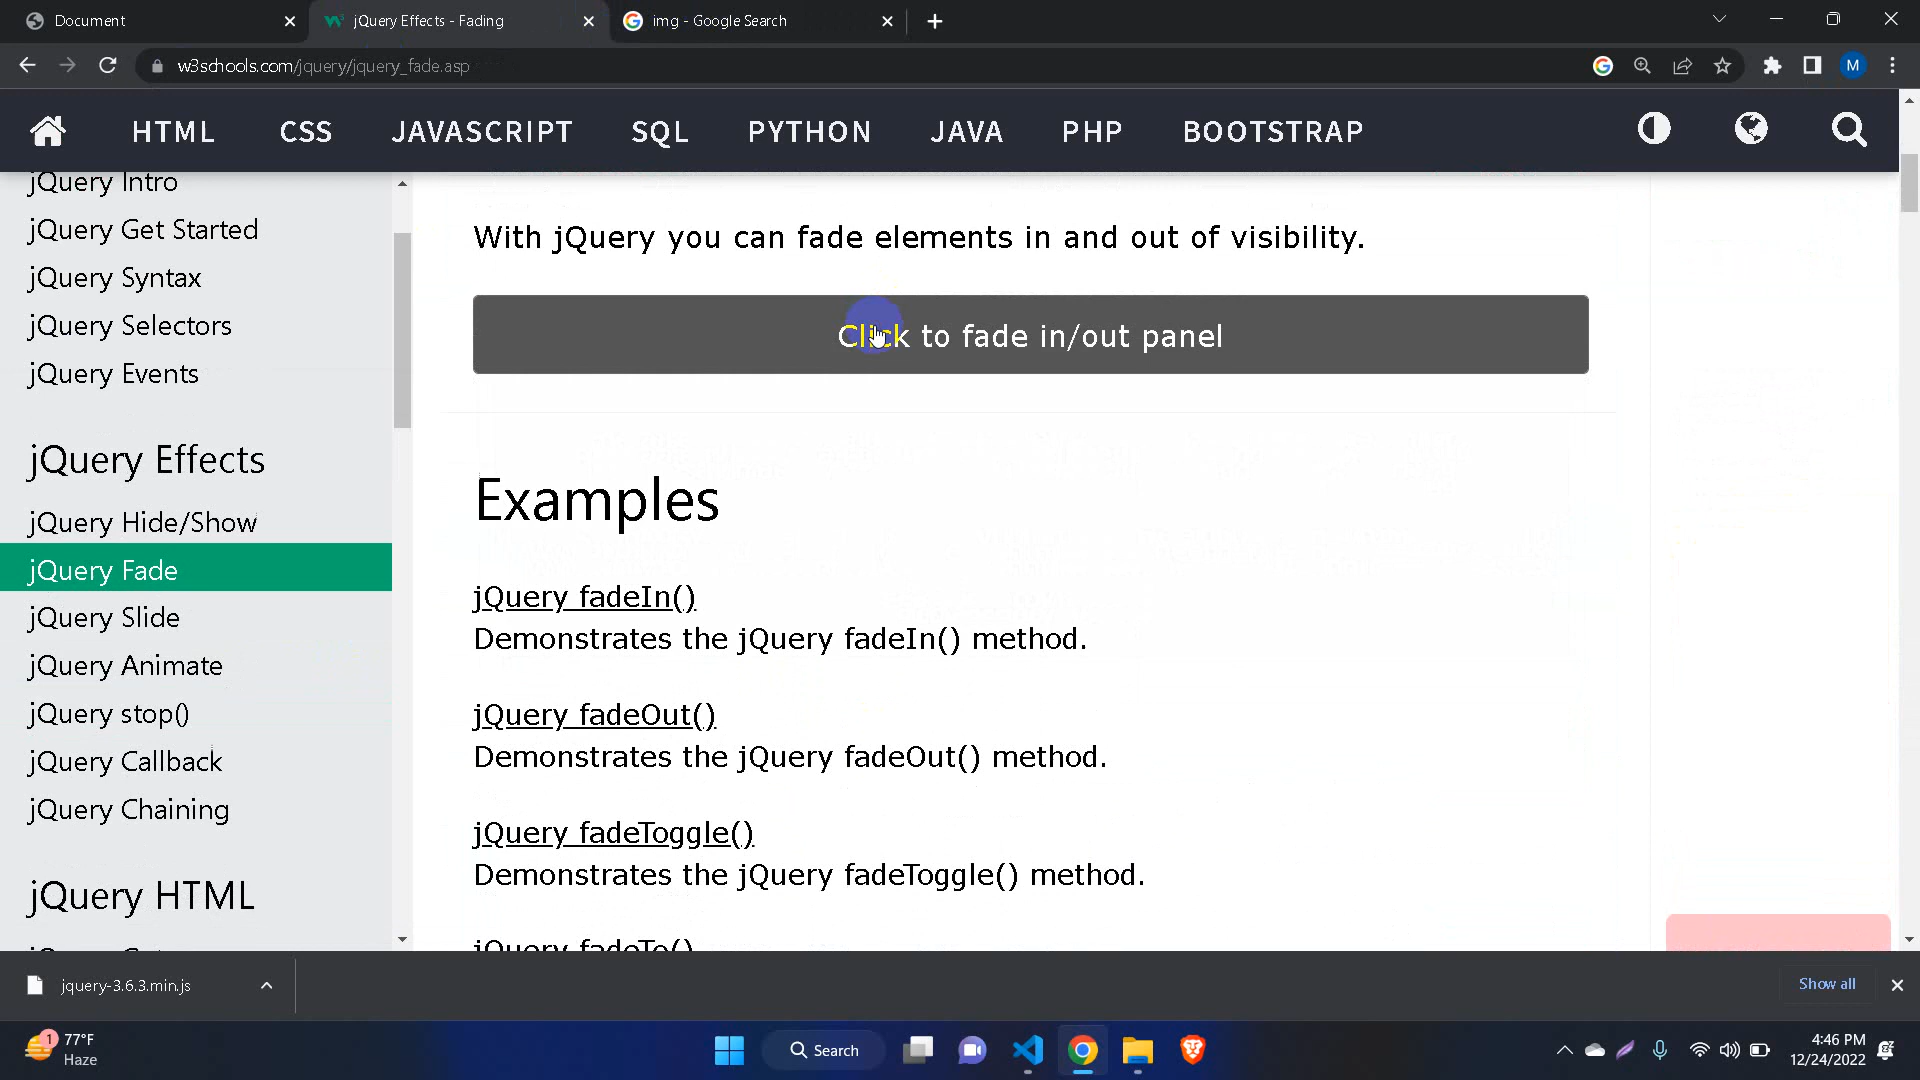 Document
jQuery Effects - Fading
img - Google Search
w3schools.com/jquery/jquery_fade.asp
M
HTML
CSS
JAVASCRIPT
SQL
PYTHON
JAVA
PHP
BOOTSTRAP
jQuery Intro
jQuery Get Started
jQuery Syntax
jQuery Selectors
jQuery Events
jQuery Effects
jQuery Hide/Show
jQuery Fade
jQuery Slide
jQuery Animate
jQuery stop()
jQuery Callback
jQuery Chaining
jQuery HTML
With jQuery you can fade elements in and out of visibility.
Click to fade in/out panel
Examples
jQuery fadeIn()
Demonstrates the jQuery fadeIn() method.
jQuery fadeOut()
Demonstrates the jQuery fadeOut() method.
jQuery fadeToggle()
Demonstrates the jQuery fadeToggle() method.
jQuery fadeTo()
jquery-3.6.3.min.js
Show all
1
77°F
Haze
Search
4:46 PM
12/24/2022